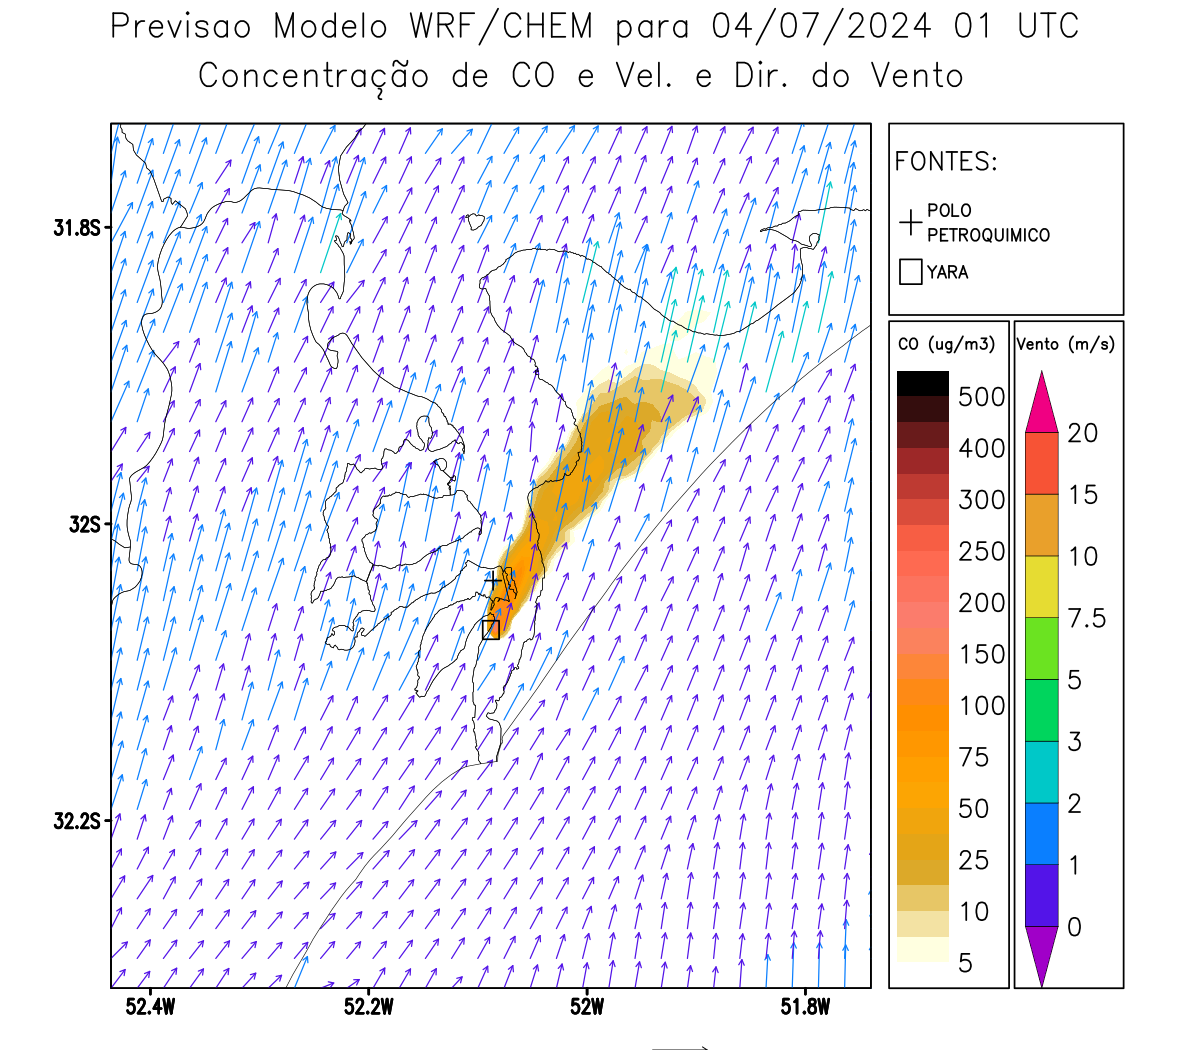 Previsao Modelo WRF/CHEM para 04/07/2024 01 UTC
Concentração de CO e Vel. e Dir. do Vento
FONTES:
POLO
PETROQUIMICO
YARA
31.8S
32S
32.2S
52.4W
52.2W
52W
51.8W
CO (ug/m3)
500
400
300
250
200
150
100
75
50
25
10
5
Vento (m/s)
20
15
10
7.5
5
3
2
1
0